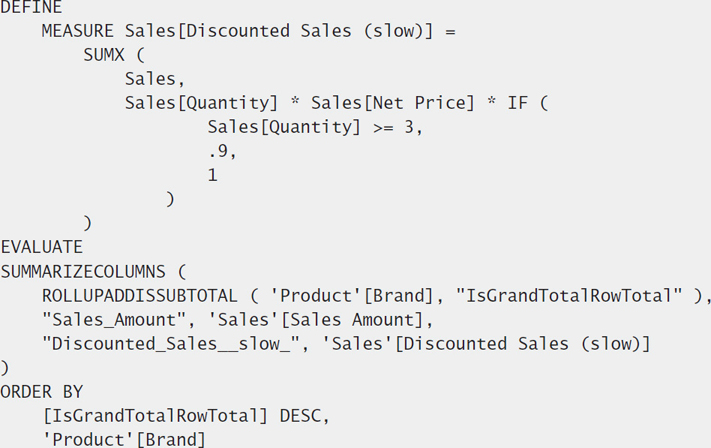 DEFINE
    MEASURE Sales[Discounted Sales (slow)] =
        SUMX (
            Sales,
            Sales[Quantity] * Sales[Net Price] * IF (
                    Sales[Quantity] >= 3,
                    .9,
                    1
                )
        )
EVALUATE
SUMMARIZECOLUMNS (
    ROLLUPADDISSUBTOTAL ( 'Product'[Brand], "IsGrandTotalRowTotal" ),
    "Sales_Amount", 'Sales'[Sales Amount],
    "Discounted_Sales__slow_", 'Sales'[Discounted Sales (slow)]
)
ORDER BY
    [IsGrandTotalRowTotal] DESC,
    'Product'[Brand]